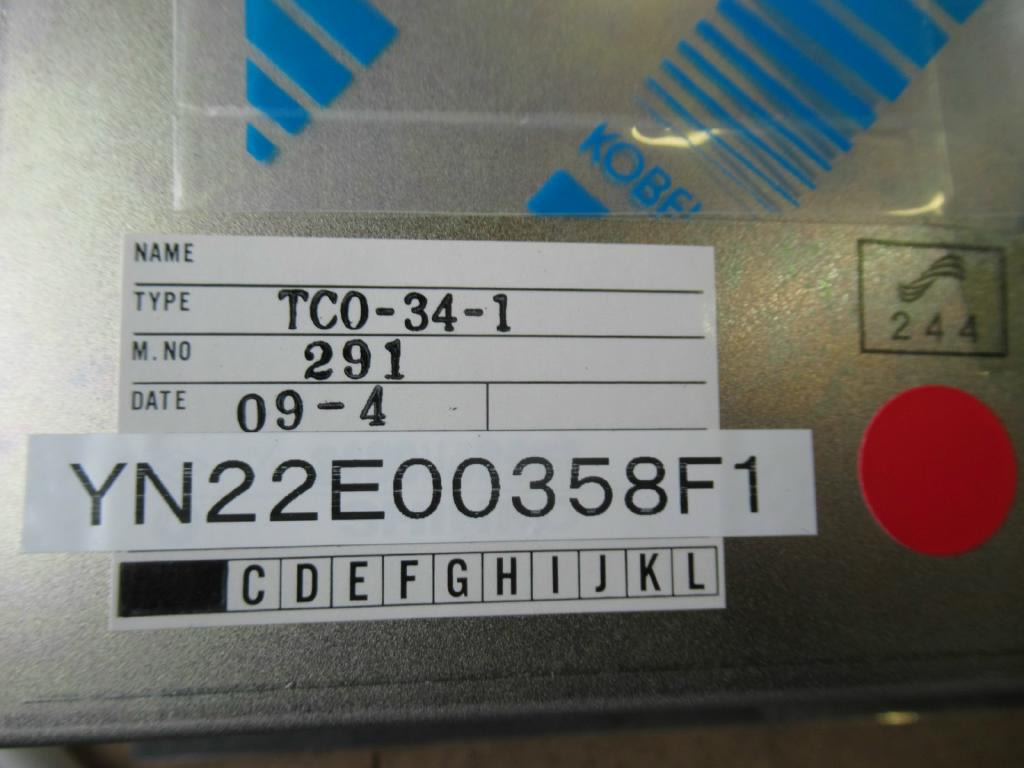 KOBE
NAME
TYPE TCO-34-1
M.NO 291
DATE 09-4
YN22E00358F1
C D E F G H I J K L
244